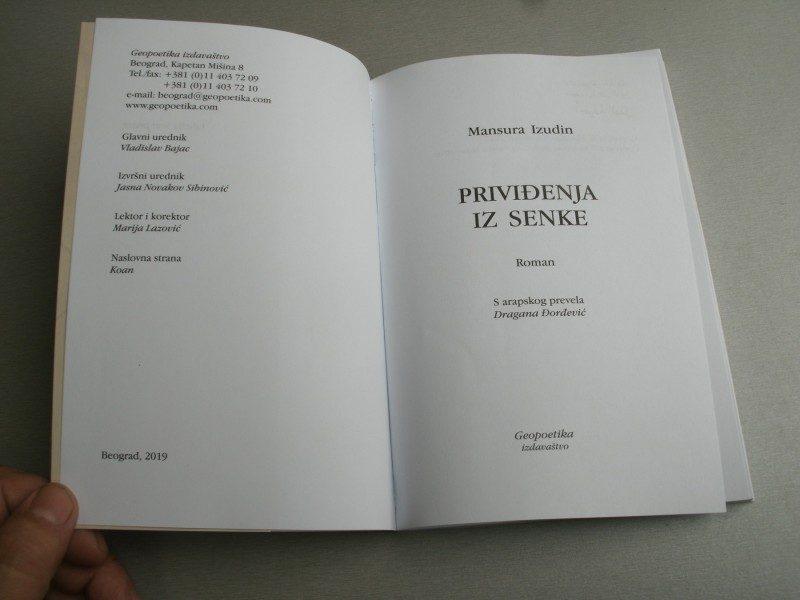 Geopoetika izdavaštvo
Beograd, Kapetan Mišina 8
Tel./fax: +381 (0)11 403 72 09
+381 (0)11 403 72 10
e-mail: beograd@geopoetika.com
www.geopoetika.com
Glavni urednik
Vladislav Bajac
Izvršni urednik
Jasna Novakov Sibinović
Lektor i korektor
Marija Lazović
Naslovna strana
Koan
Beograd, 2019
Mansura Izudin
PRIVIĐENJA
IZ SENKE
Roman
S arapskog prevela
Dragana Đorđević
Geopoetika
izdavaštvo